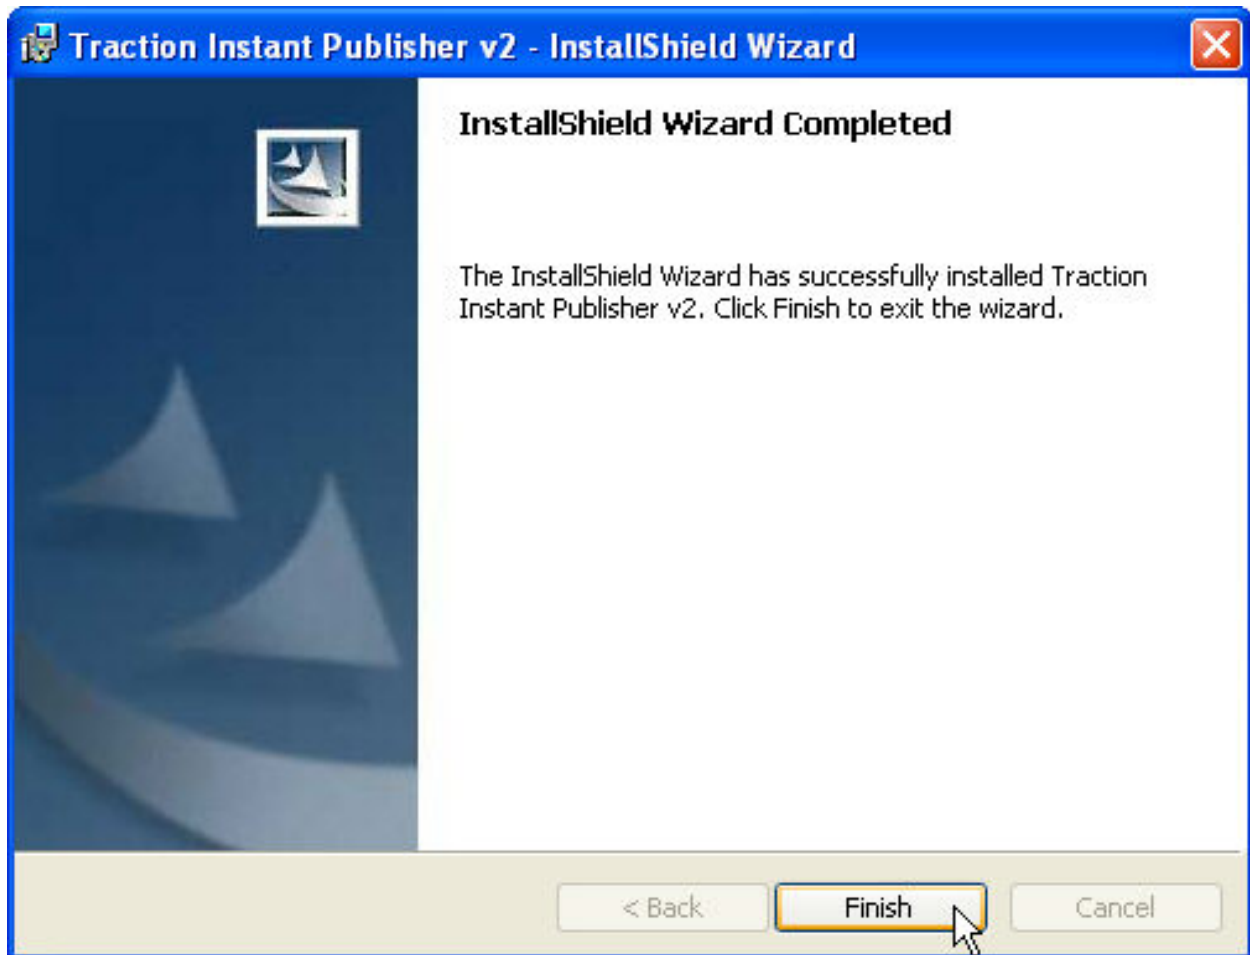 Traction Instant Publisher v2 - InstallShield Wizard
InstallShield Wizard Completed
The InstallShield Wizard has successfully installed Traction
Instant Publisher v2. Click Finish to exit the wizard.
< Back
Finish
Cancel